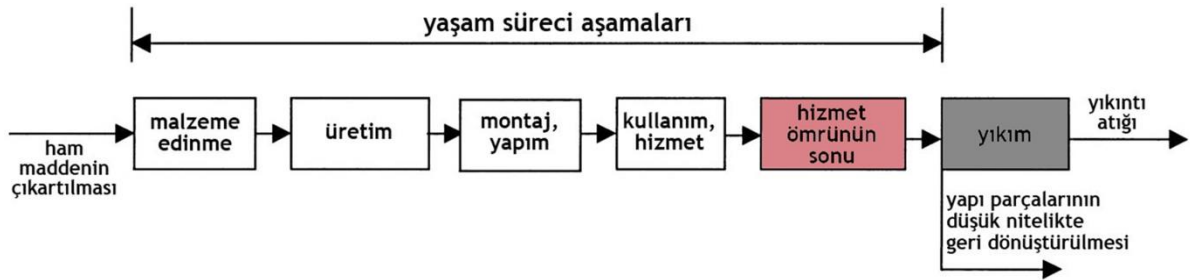 yaşam süreci aşamaları
ham
maddenin
çıkartılması
malzeme
edinme
üretim
montaj,
yapım
kullanım,
hizmet
hizmet
ömrünün
sonu
yıkım
yıkıntı
atığı
yapı parçalarının
düşük nitelikte
geri dönüştürülmesi